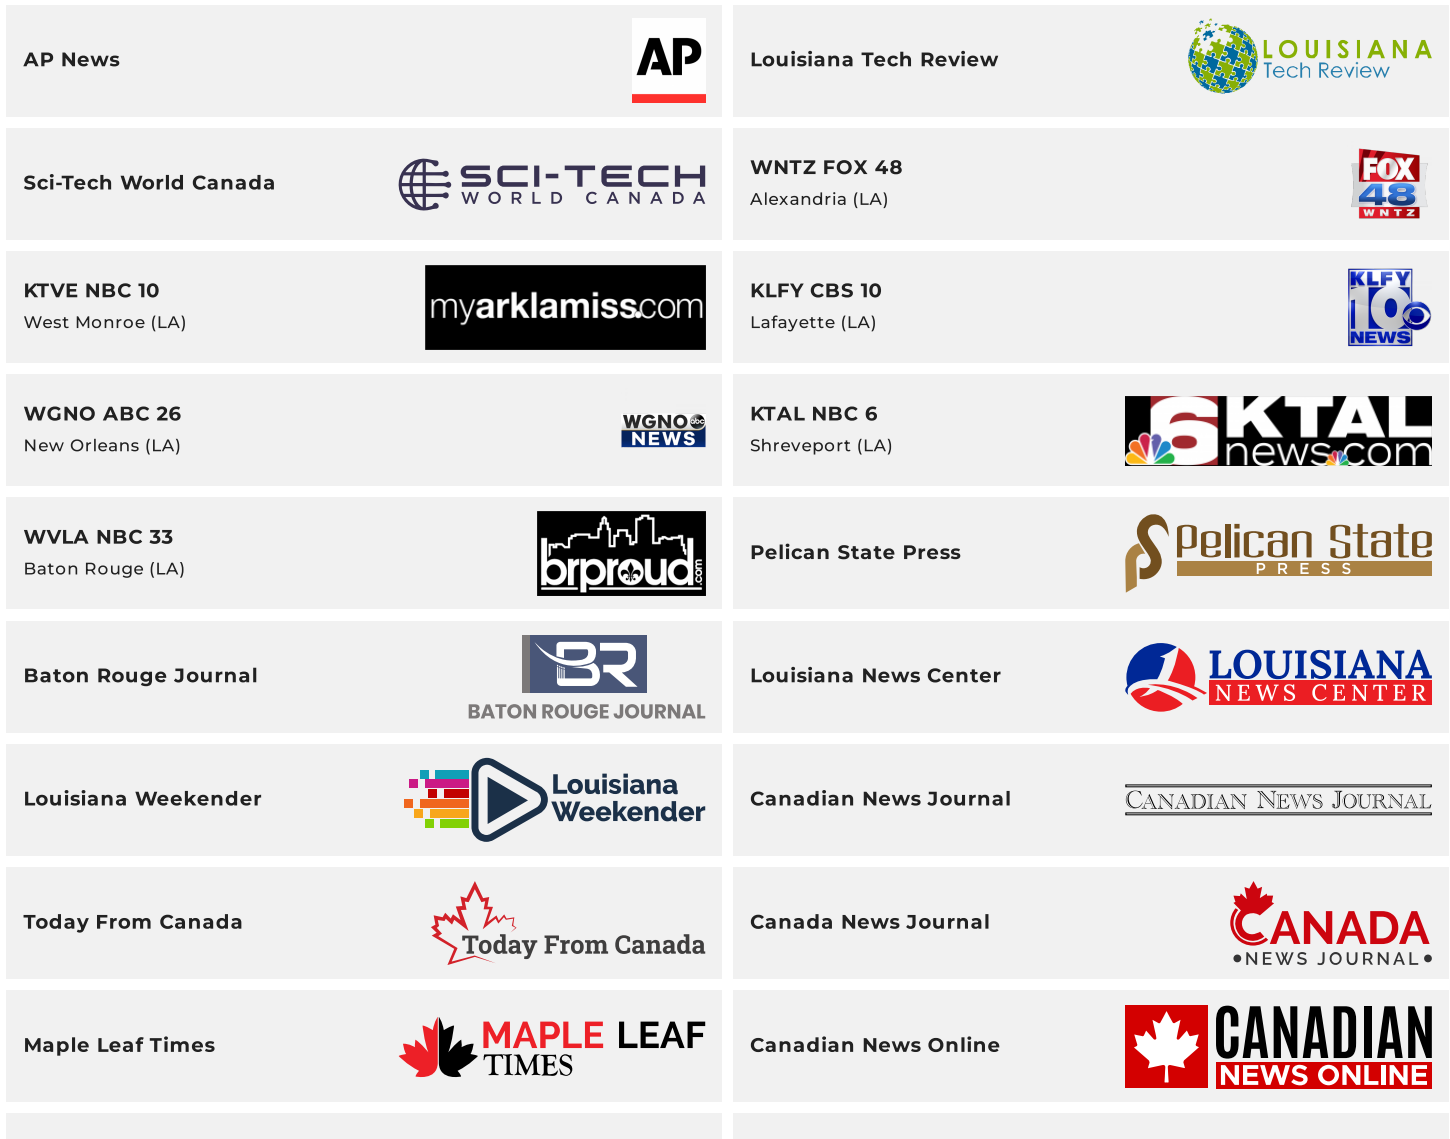 AP News
AP
Louisiana Tech Review
LOUISIANA
Tech Review
Sci-Tech World Canada
SCI-TECH
WORLD CANADA
WNTZ FOX 48
Alexandria (LA)
FOX
48
WNTZ
KTVE NBC 10
West Monroe (LA)
myarklamiss.com
KLFY CBS 10
Lafayette (LA)
KLFY
10
NEWS
WGNO ABC 26
New Orleans (LA)
WGNO abc
NEWS
KTAL NBC 6
Shreveport (LA)
6 KTAL
news.com
WVLA NBC 33
Baton Rouge (LA)
brproud.com
Pelican State Press
Pelican State
PRESS
Baton Rouge Journal
BR
BATON ROUGE JOURNAL
Louisiana News Center
LOUISIANA
NEWS CENTER
Louisiana Weekender
Louisiana
Weekender
Canadian News Journal
CANADIAN NEWS JOURNAL
Today From Canada
Today From Canada
Canada News Journal
CANADA
•NEWS JOURNAL•
Maple Leaf Times
MAPLE LEAF
TIMES
Canadian News Online
CANADIAN
NEWS ONLINE